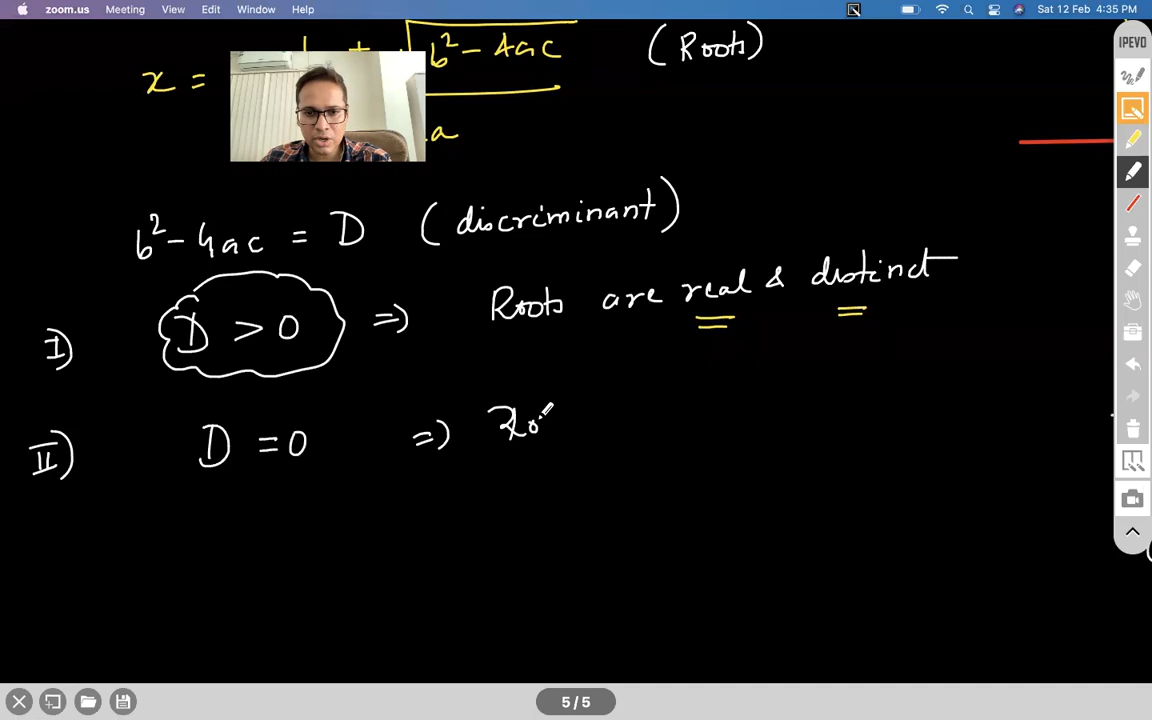 zoom.us Meeting View Edit Window Help Sat 12 Feb 4:35 PM
IPEVO
x = + √b² - 4ac (Roots)
a
b² - 4ac = D (discriminant)
I) D > 0 => Roots are real & distinct
II) D = 0 => Ro
5/5